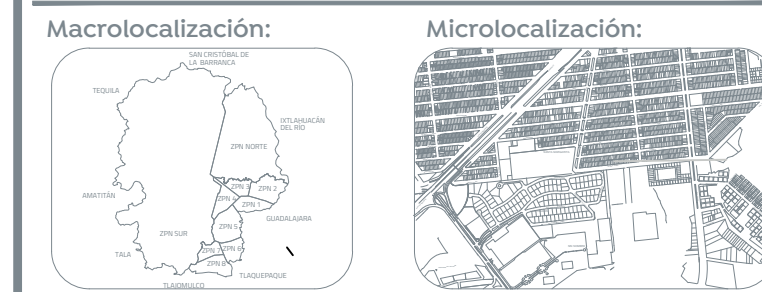 Macrolocalización:
Microlocalización:
SAN CRISTÓBAL DE
LA BARRANCA
TEQUILA
IXTLAHUACÁN
DEL RÍO
ZPN NORTE
ZPN 3
ZPN 2
AMATITÁN
ZPN 4
ZPN 1
GUADALAJARA
ZPN 5
ZPN SUR
ZPN 7
ZPN 6
TALA
ZPN 8
TLAQUEPAQUE
TLAJOMULCO